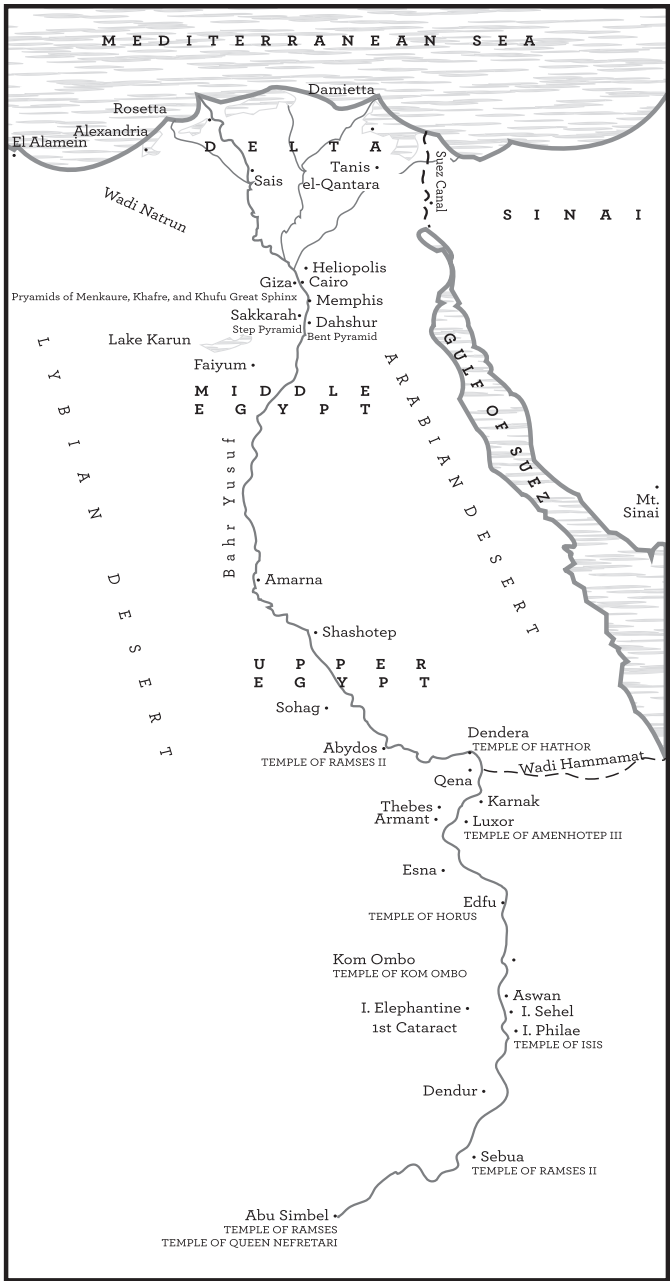 MEDITERRANEAN SEA
Damietta
Rosetta
Alexandria
El Alamein
DELTA
Tanis
el-Qantara
Sais
Suez Canal
Wadi Natrun
SINAI
Heliopolis
Giza
Cairo
Pryamids of Menkaure, Khafre, and Khufu Great Sphinx
Memphis
Sakkarah
Step Pyramid
Dahshur
Bent Pyramid
Lake Karun
Faiyum
MIDDLE
EGYPT
LYBIAN DESERT
ARABIAN DESERT
GULF OF SUEZ
Mt.
Sinai
Bahr Yusuf
Amarna
Shashotep
UPPER
EGYPT
Sohag
Abydos
TEMPLE OF RAMSES II
Dendera
TEMPLE OF HATHOR
Wadi Hammamat
Qena
Karnak
Thebes
Armant
Luxor
TEMPLE OF AMENHOTEP III
Esna
Edfu
TEMPLE OF HORUS
Kom Ombo
TEMPLE OF KOM OMBO
Aswan
I. Elephantine
I. Sehel
1st Cataract
I. Philae
TEMPLE OF ISIS
Dendur
Sebua
TEMPLE OF RAMSES II
Abu Simbel
TEMPLE OF RAMSES
TEMPLE OF QUEEN NEFRETARI